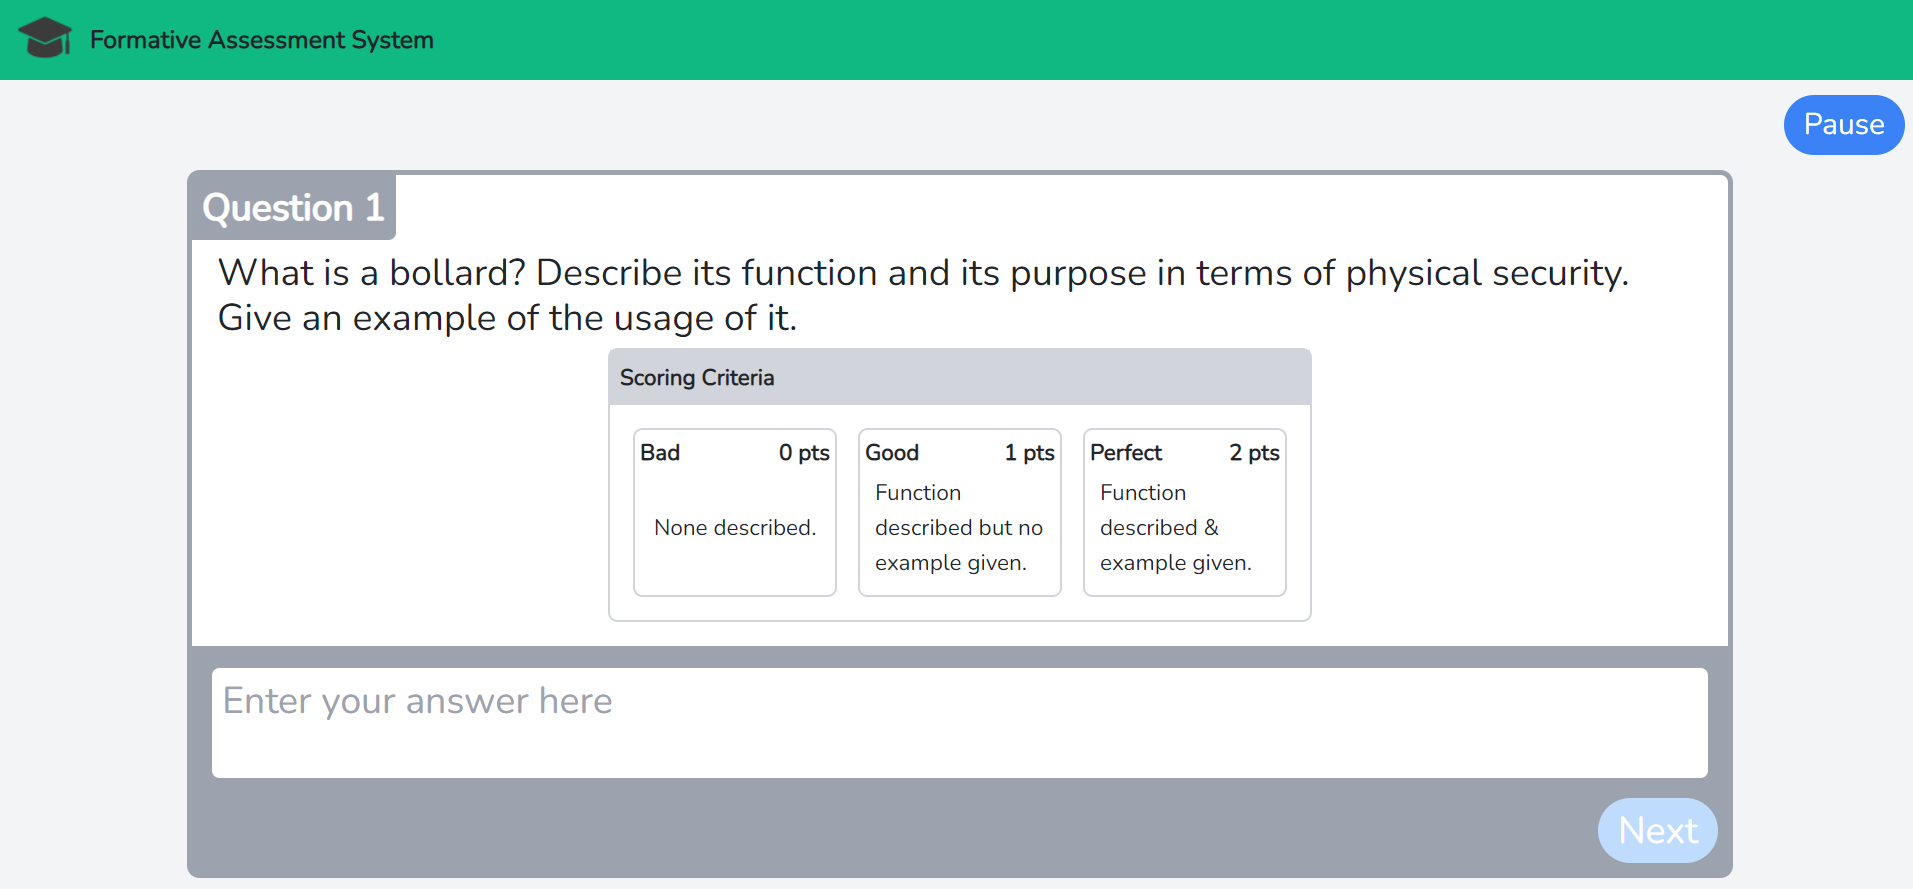 Formative Assessment System
Pause
Question 1
What is a bollard? Describe its function and its purpose in terms of physical security.
Give an example of the usage of it.
Scoring Criteria
Bad 0 pts
None described.
Good 1 pts
Function
described but no
example given.
Perfect 2 pts
Function
described &
example given.
Enter your answer here
Next